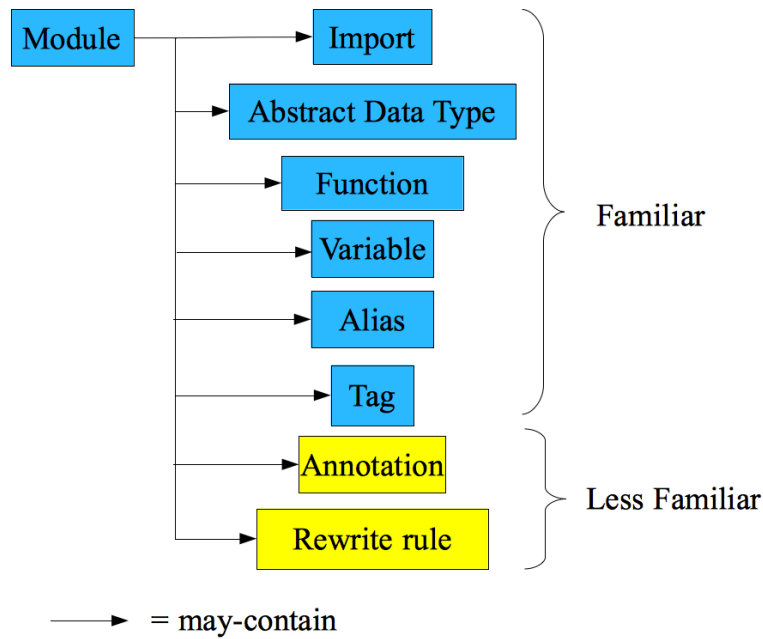 Module
Import
Abstract Data Type
Function
Familiar
Variable
Alias
Tag
Annotation
Less Familiar
Rewrite rule
= may-contain